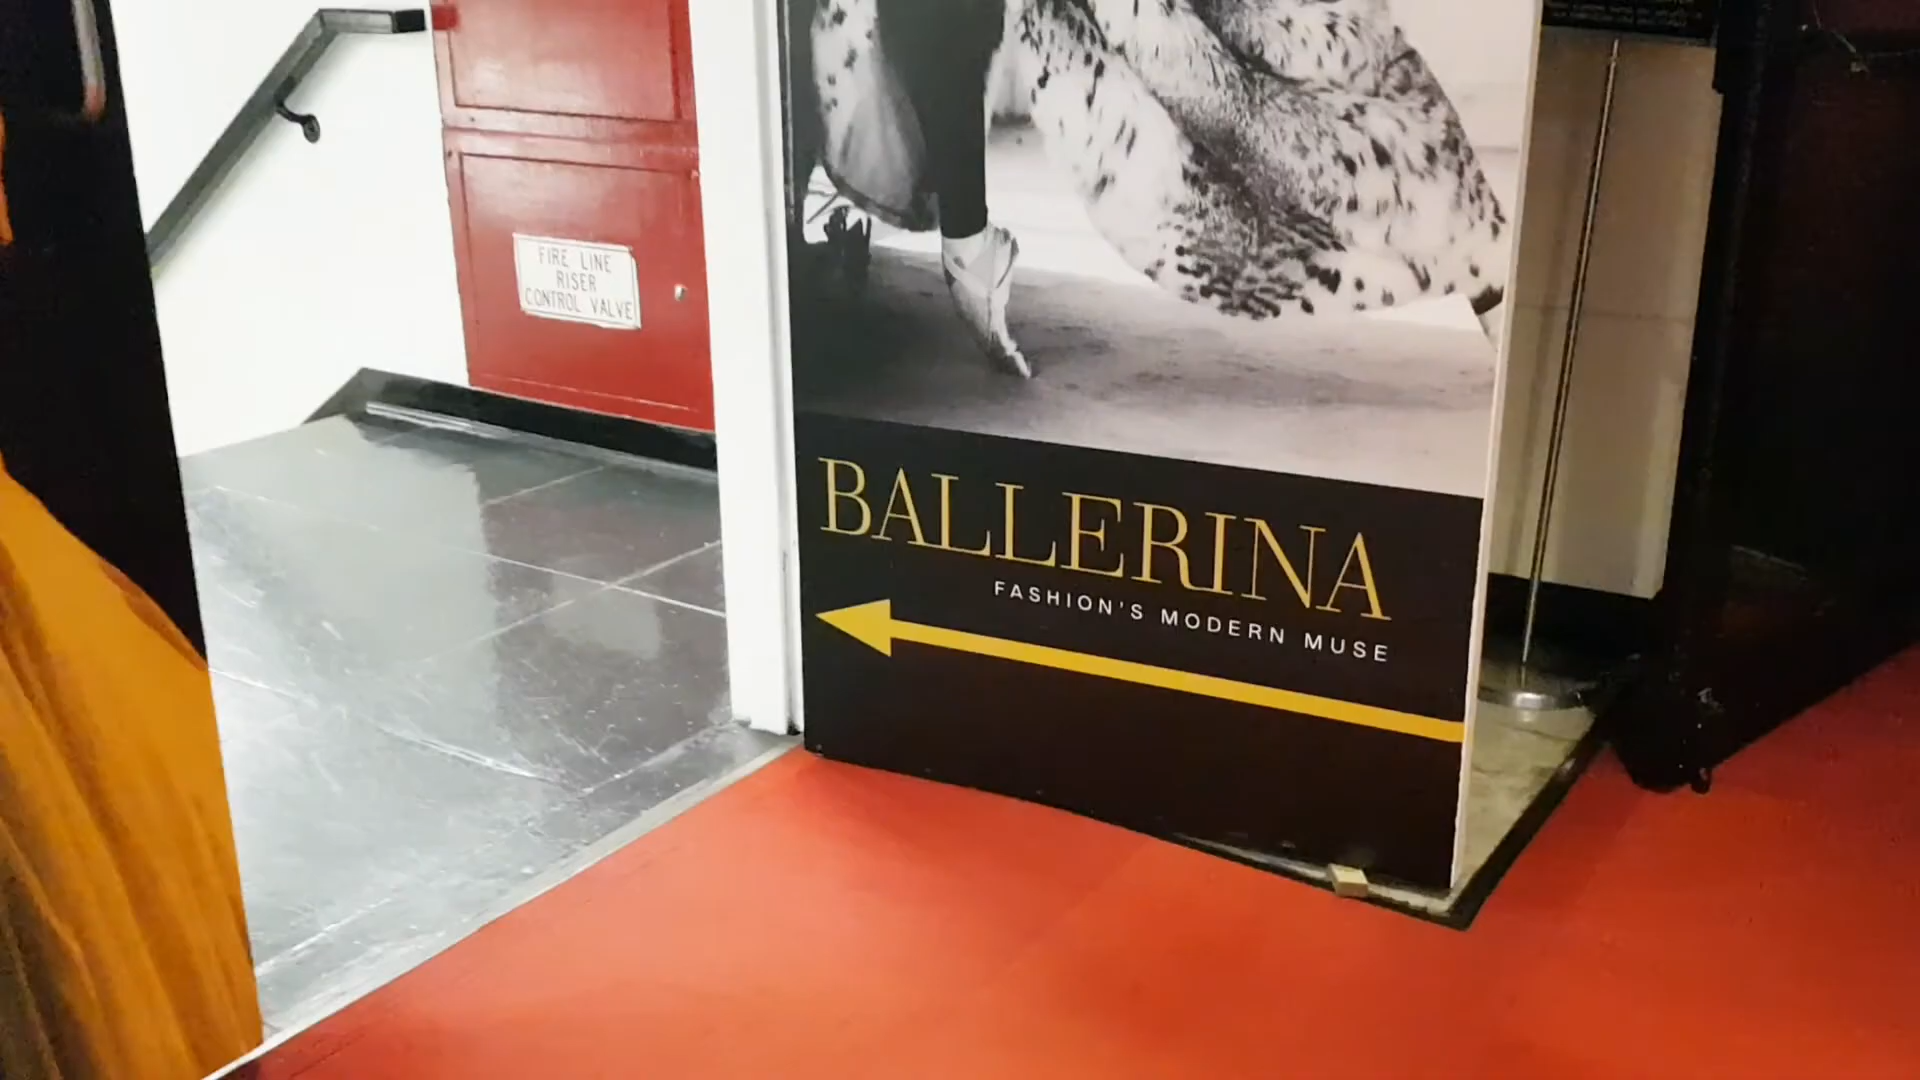 FIRE LINE
RISER
CONTROL VALVE
BALLERINA
FASHION'S MODERN MUSE